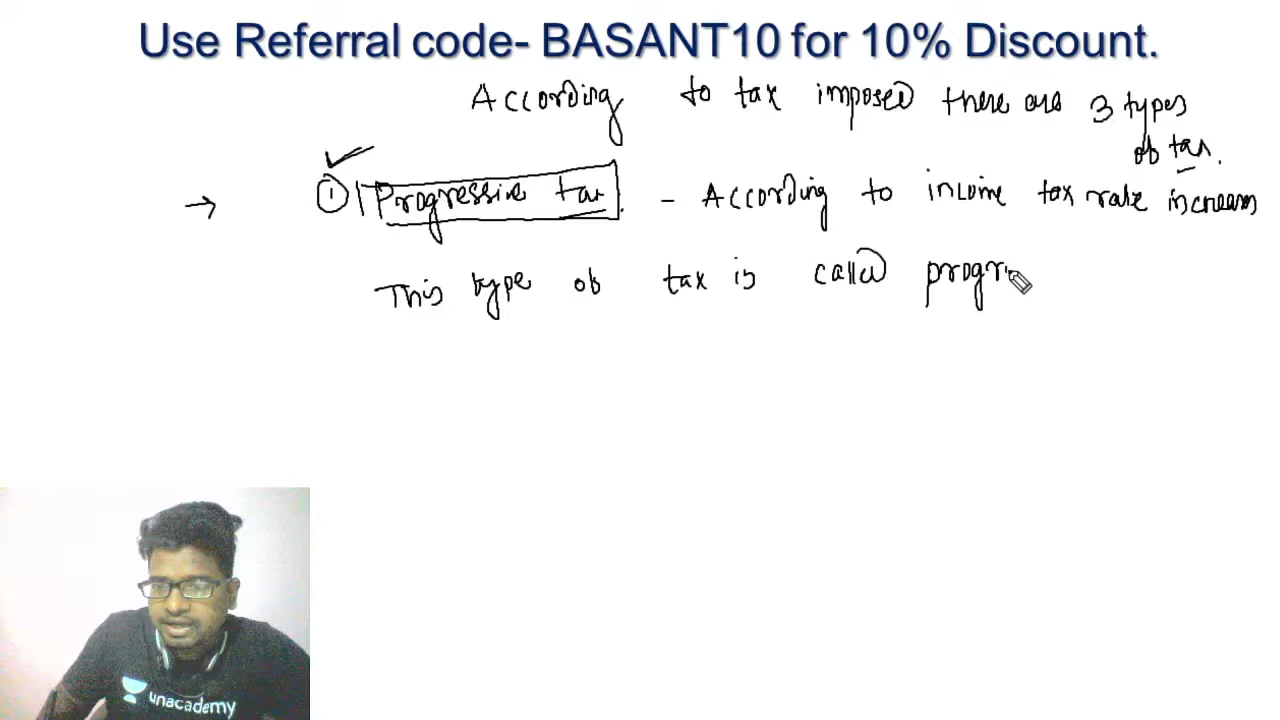 Use Referral code- BASANT10 for 10% Discount.
According to tax imposed there are 3 types
of tax.
→ ① Progressive tax - According to income tax rate increases
This type of tax is called progr
unacademy